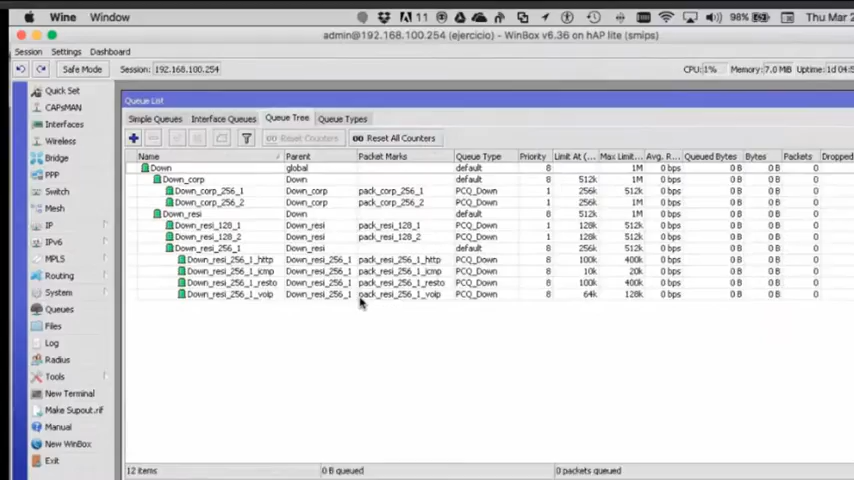 Wine Window 11 98% Thu Mar 2
admin@192.168.100.254 (ejercicio) - WinBox v6.36 on hAP lite (smips)
Session Settings Dashboard
Safe Mode Session: 192.168.100.254 CPU: 1% Memory: 7.0 MiB Uptime: 1d 04:5
Quick Set
CAPsMAN
Interfaces
Wireless
Bridge
PPP
Switch
Mesh
IP
IPv6
MPLS
Routing
System
Queues
Files
Log
Radius
Tools
New Terminal
Make Supout.rif
Manual
New WinBox
Exit
Queue List
Simple Queues Interface Queues Queue Tree Queue Types
00 Reset Counters 00 Reset All Counters
Name Parent Packet Marks Queue Type Priority Limit At (... Max Limit... Avg. R... Queued Bytes Bytes Packets Dropped
Down global default 8 1M 0 bps 0 B 0 B 0
Down_corp Down default 8 512k 1M 0 bps 0 B 0 B 0
Down_corp_256_1 Down_corp pack_corp_256_1 PCQ_Down 1 256k 512k 0 bps 0 B 0 B 0
Down_corp_256_2 Down_corp pack_corp_256_2 PCQ_Down 1 256k 512k 0 bps 0 B 0 B 0
Down_resi Down default 8 512k 1M 0 bps 0 B 0 B 0
Down_resi_128_1 Down_resi pack_resi_128_1 PCQ_Down 1 128k 512k 0 bps 0 B 0 B 0
Down_resi_128_2 Down_resi pack_resi_128_2 PCQ_Down 1 128k 512k 0 bps 0 B 0 B 0
Down_resi_256_1 Down_resi default 8 256k 512k 0 bps 0 B 0 B 0
Down_resi_256_1_http Down_resi_256_1 pack_resi_256_1_http PCQ_Down 8 100k 400k 0 bps 0 B 0 B 0
Down_resi_256_1_icmp Down_resi_256_1 pack_resi_256_1_icmp PCQ_Down 8 10k 20k 0 bps 0 B 0 B 0
Down_resi_256_1_resto Down_resi_256_1 pack_resi_256_1_resto PCQ_Down 8 100k 400k 0 bps 0 B 0 B 0
Down_resi_256_1_voip Down_resi_256_1 pack_resi_256_1_voip PCQ_Down 8 64k 128k 0 bps 0 B 0 B 0
12 items 0 B queued 0 packets queued